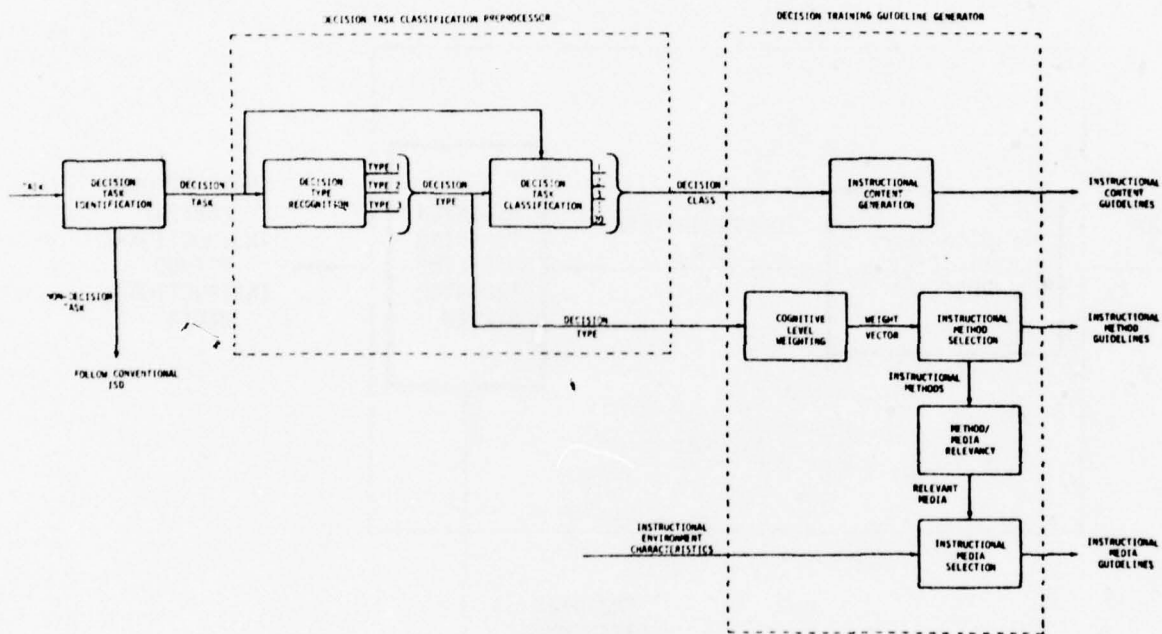 DECISION TASK CLASSIFICATION PREPROCESSOR
DECISION TRAINING GUIDELINE GENERATOR
TASK
DECISION
TASK
IDENTIFICATION
DECISION
TASK
DECISION
TYPE
RECOGNITION
TYPE 1
TYPE 2
TYPE 3
DECISION
TYPE
DECISION
TASK
CLASSIFICATION
DECISION
CLASS
INSTRUCTIONAL
CONTENT
GENERATION
INSTRUCTIONAL
CONTENT
GUIDELINES
NON-DECISION
TASK
FOLLOW CONVENTIONAL
ISD
DECISION
TYPE
COGNITIVE
LEVEL
WEIGHTING
WEIGHT
VECTOR
INSTRUCTIONAL
METHOD
SELECTION
INSTRUCTIONAL
METHOD
GUIDELINES
INSTRUCTIONAL
METHODS
METHOD/
MEDIA
RELEVANCY
RELEVANT
MEDIA
INSTRUCTIONAL
ENVIRONMENT
CHARACTERISTICS
INSTRUCTIONAL
MEDIA
SELECTION
INSTRUCTIONAL
MEDIA
GUIDELINES